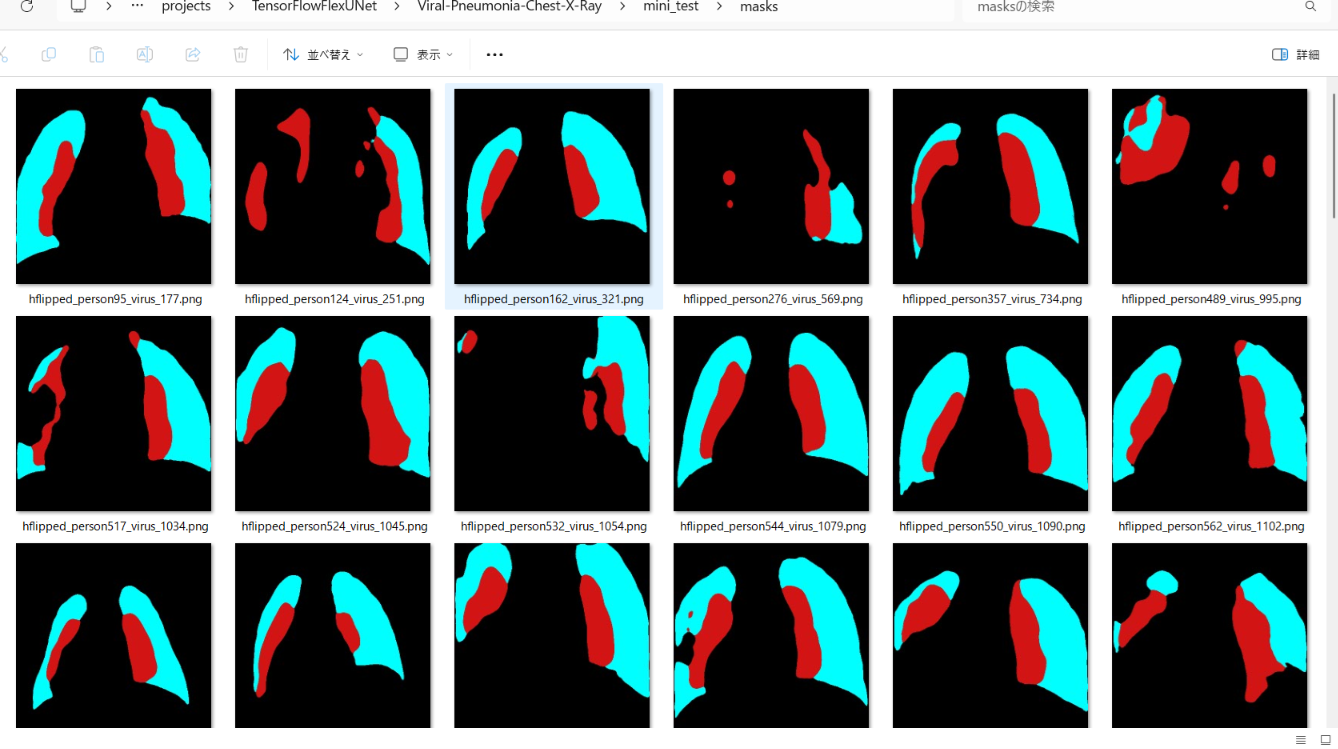 … projects > TensorFlowFlexUNet > Viral-Pneumonia-Chest-X-Ray > mini_test > masks
masksの検索
並べ替え
表示
詳細
hflipped_person95_virus_177.png
hflipped_person124_virus_251.png
hflipped_person162_virus_321.png
hflipped_person276_virus_569.png
hflipped_person357_virus_734.png
hflipped_person489_virus_995.png
hflipped_person517_virus_1034.png
hflipped_person524_virus_1045.png
hflipped_person532_virus_1054.png
hflipped_person544_virus_1079.png
hflipped_person550_virus_1090.png
hflipped_person562_virus_1102.png